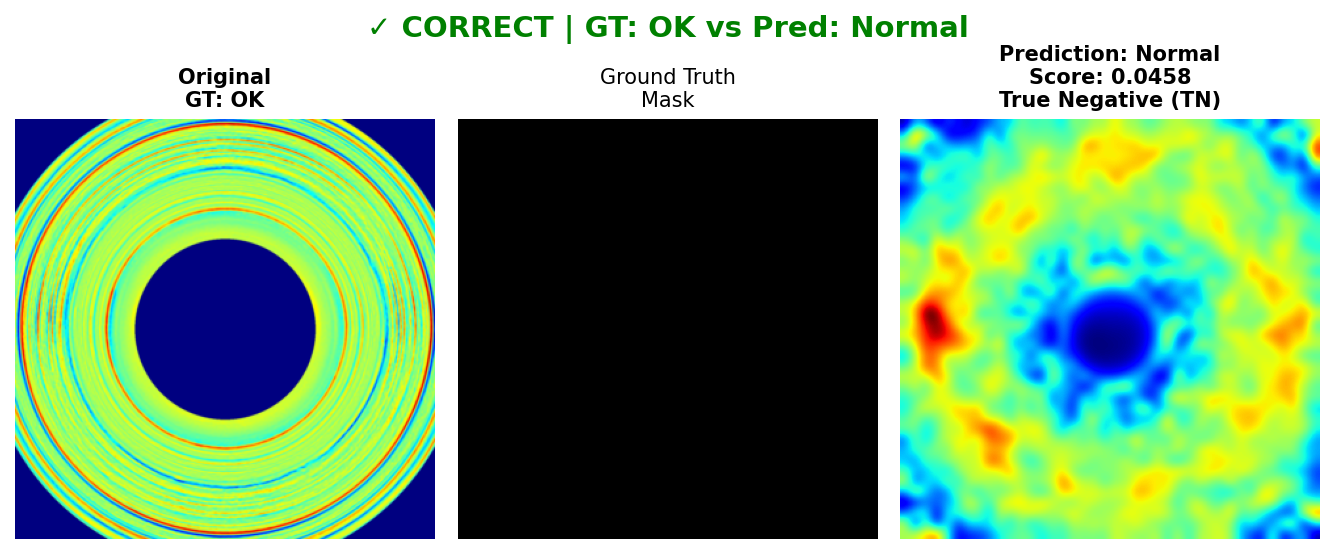 ✓ CORRECT | GT: OK vs Pred: Normal
Original
GT: OK
Ground Truth
Mask
Prediction: Normal
Score: 0.0458
True Negative (TN)